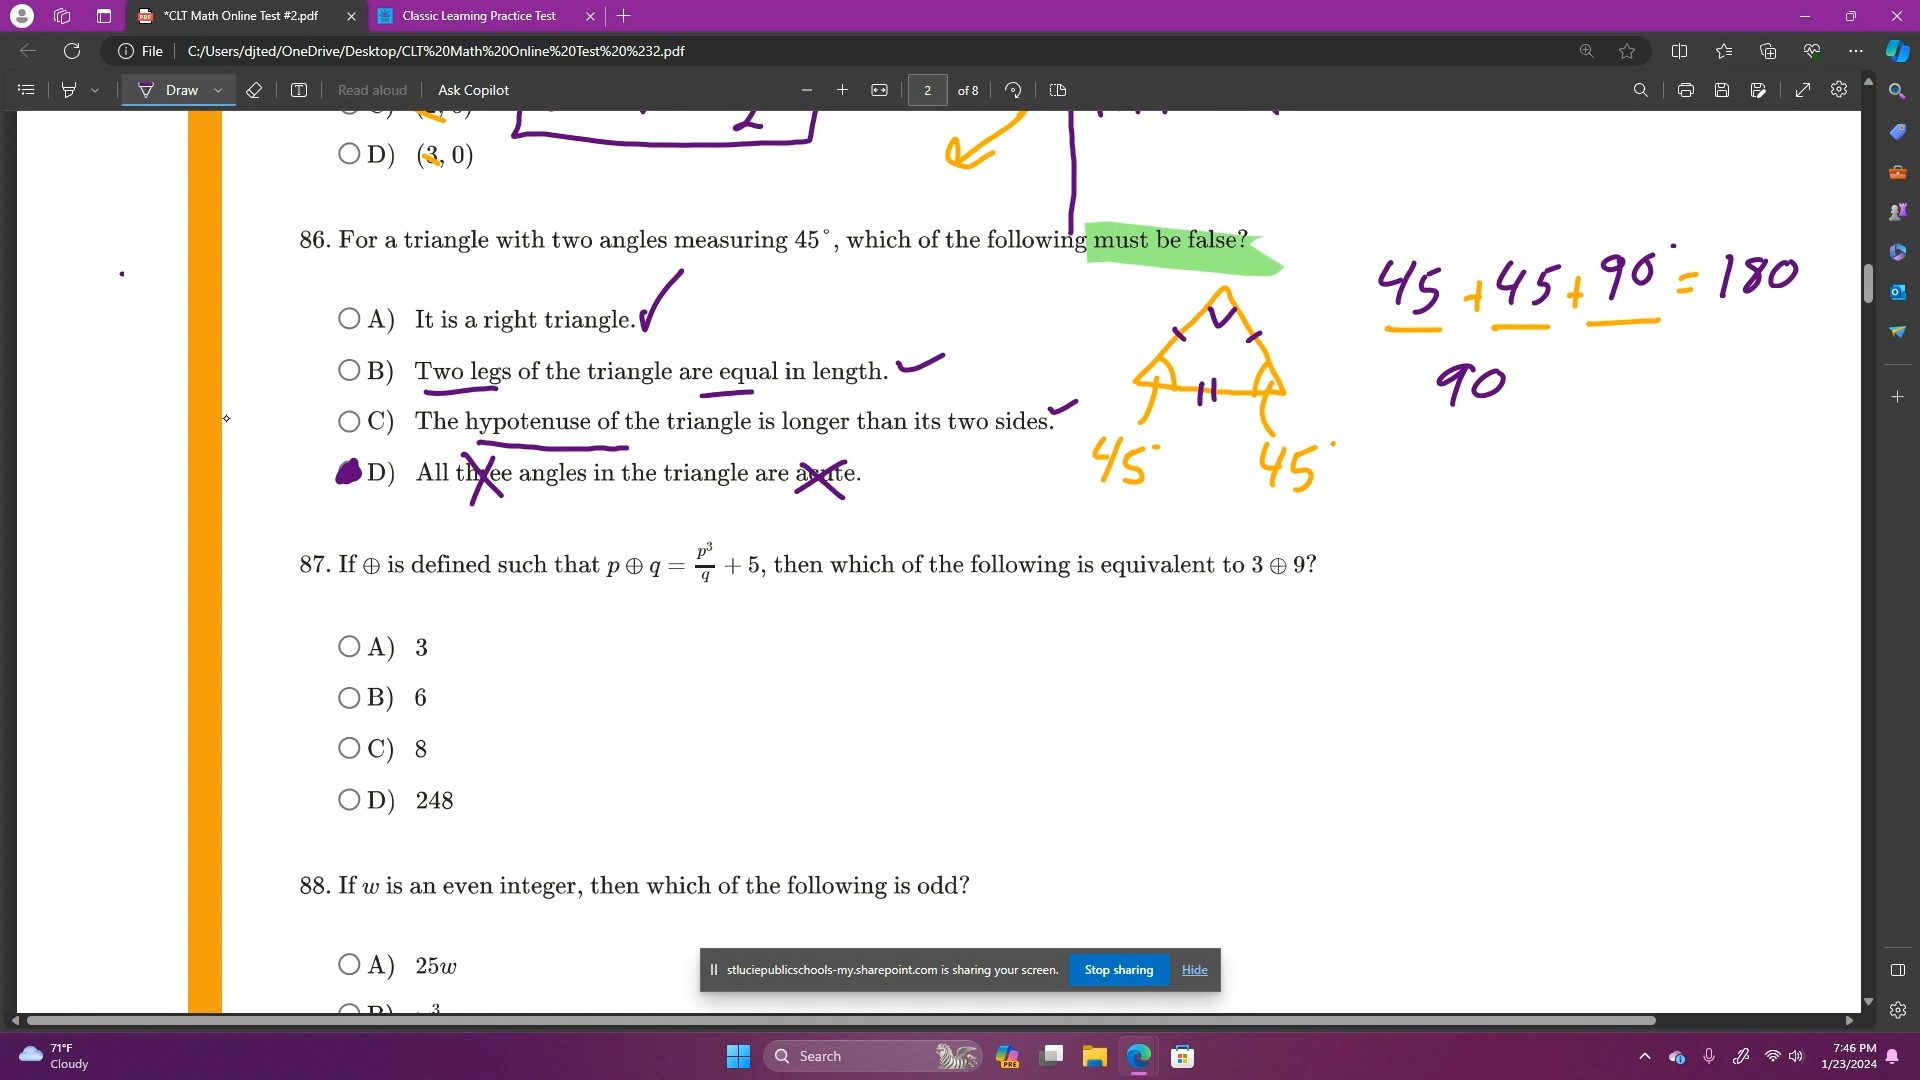 *CLT Math Online Test #2.pdf
Classic Learning Practice Test
File
C:/Users/djted/OneDrive/Desktop/CLT%20Math%20Online%20Test%20%232.pdf
Draw
Read aloud
Ask Copilot
2
of 8
D) (3, 0)
86. For a triangle with two angles measuring 45°, which of the following must be false?
45 + 45 + 90° = 180
90
A) It is a right triangle.
B) Two legs of the triangle are equal in length.
C) The hypotenuse of the triangle is longer than its two sides.
D) All three angles in the triangle are acute.
45°
45°
87. If ⊕ is defined such that p ⊕ q = p³/q + 5, then which of the following is equivalent to 3 ⊕ 9?
A) 3
B) 6
C) 8
D) 248
88. If w is an even integer, then which of the following is odd?
A) 25w
stluciepublicschools-my.sharepoint.com is sharing your screen.
Stop sharing
Hide
71°F
Cloudy
Search
PRE
7:46 PM
1/23/2024